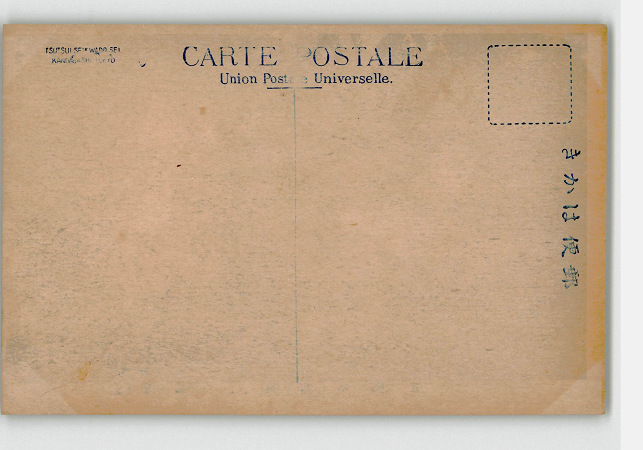 CARTE POSTALE
Union Postale Universelle.
きかは便郵